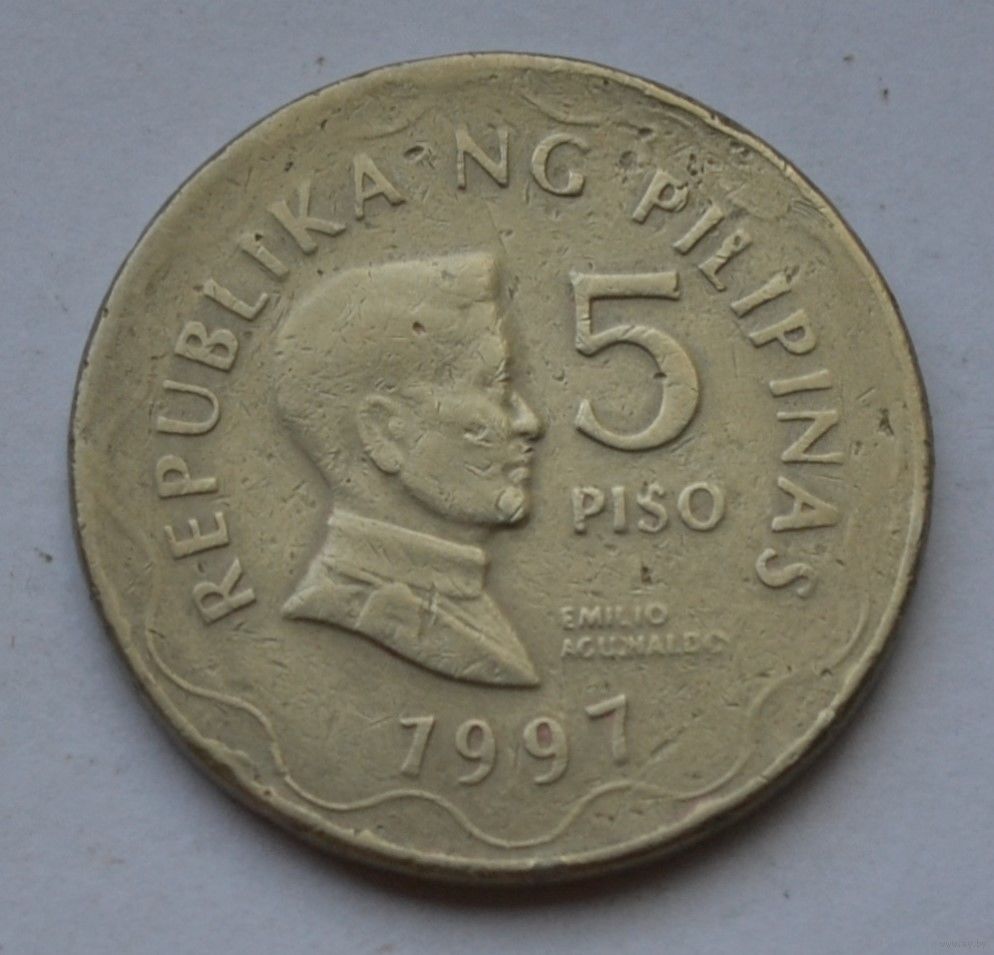 REPUBLIKA NG PILIPINAS
5
PISO
EMILIO
AGUINALDO
1997